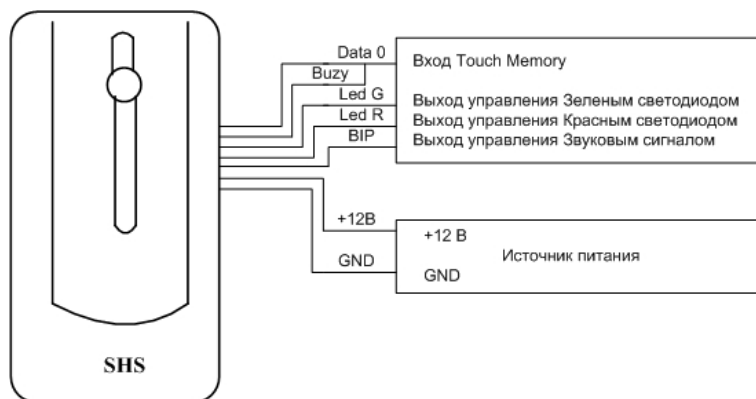 Data 0
Вход Touch Memory
Buzy
Led G
Выход управления Зеленым светодиодом
Led R
Выход управления Красным светодиодом
BIP
Выход управления Звуковым сигналом
+12В
+12 В
Источник питания
GND
GND
SHS